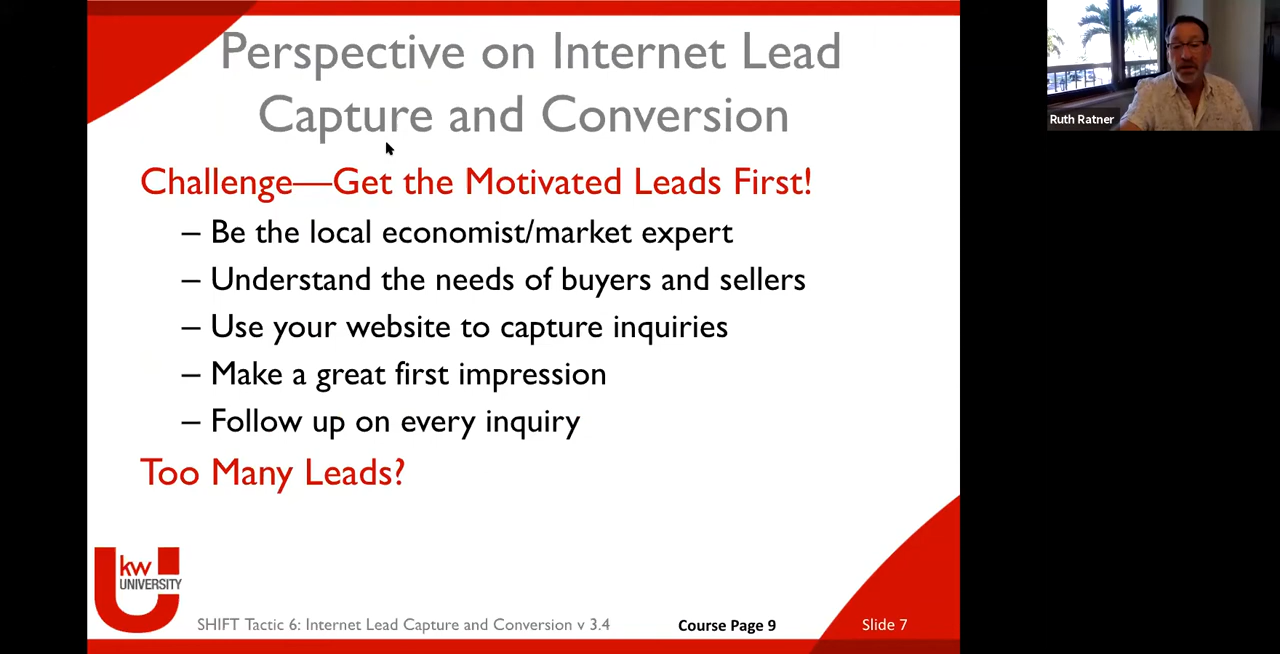 Perspective on Internet Lead
Capture and Conversion
Challenge—Get the Motivated Leads First!
– Be the local economist/market expert
– Understand the needs of buyers and sellers
– Use your website to capture inquiries
– Make a great first impression
– Follow up on every inquiry
Too Many Leads?
kw
UNIVERSITY
SHIFT Tactic 6: Internet Lead Capture and Conversion v 3.4
Course Page 9
Slide 7
Ruth Ratner